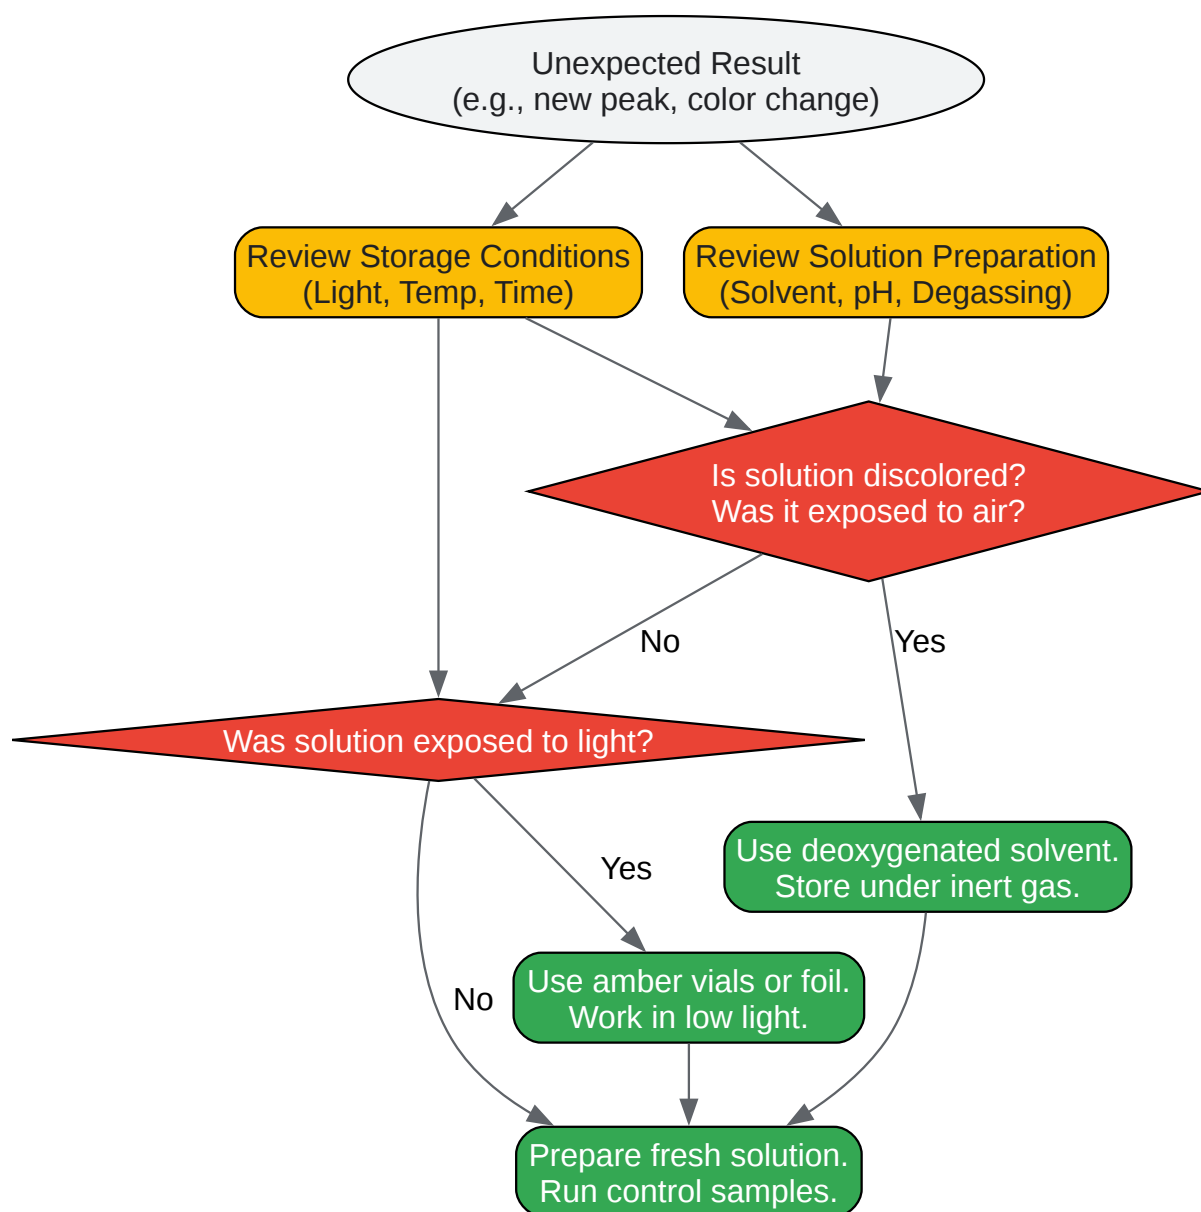 Unexpected Result
(e.g., new peak, color change)
Review Storage Conditions
(Light, Temp, Time)
Review Solution Preparation
(Solvent, pH, Degassing)
Is solution discolored?
Was it exposed to air?
No
Yes
Was solution exposed to light?
Use deoxygenated solvent.
Store under inert gas.
Yes
Use amber vials or foil.
Work in low light.
No
Prepare fresh solution.
Run control samples.